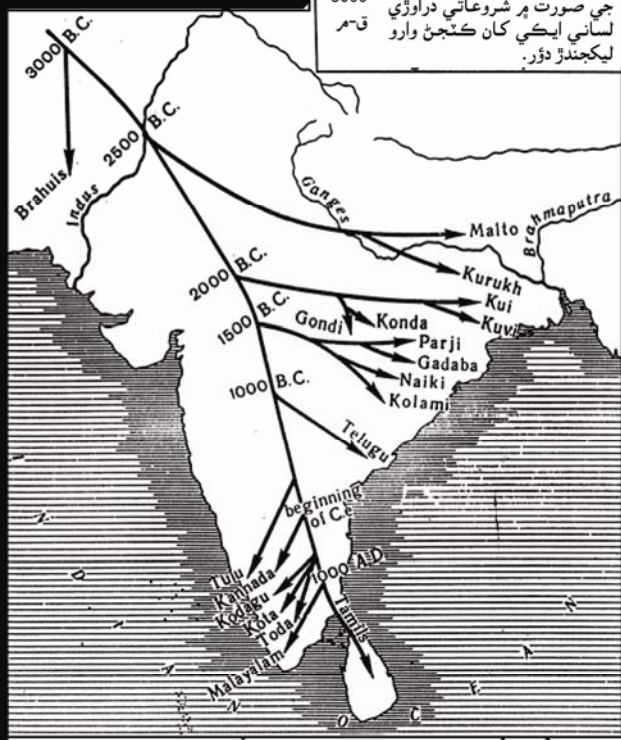 جي صورت ۾ شروعاتي دراوڙي
لساني ايڪي کان ڪٽجڻ وارو
ق-م
ليکجندڙ دؤر.
3000 B.C.
2500 B.C.
Brahuis
Indus
Ganges
Brahmaputra
Malto
Kurukh
2000 B.C.
Kui
Kuvi
Konda
Gondi
1500 B.C.
Parji
Gadaba
Naiki
Kolami
1000 B.C.
Telugu
beginning
of C.e
1000 A.D
Tulu
Kannada
Kodagu
Kota
Toda
Malayalam
Tamils
I N D I A N
O C E A N